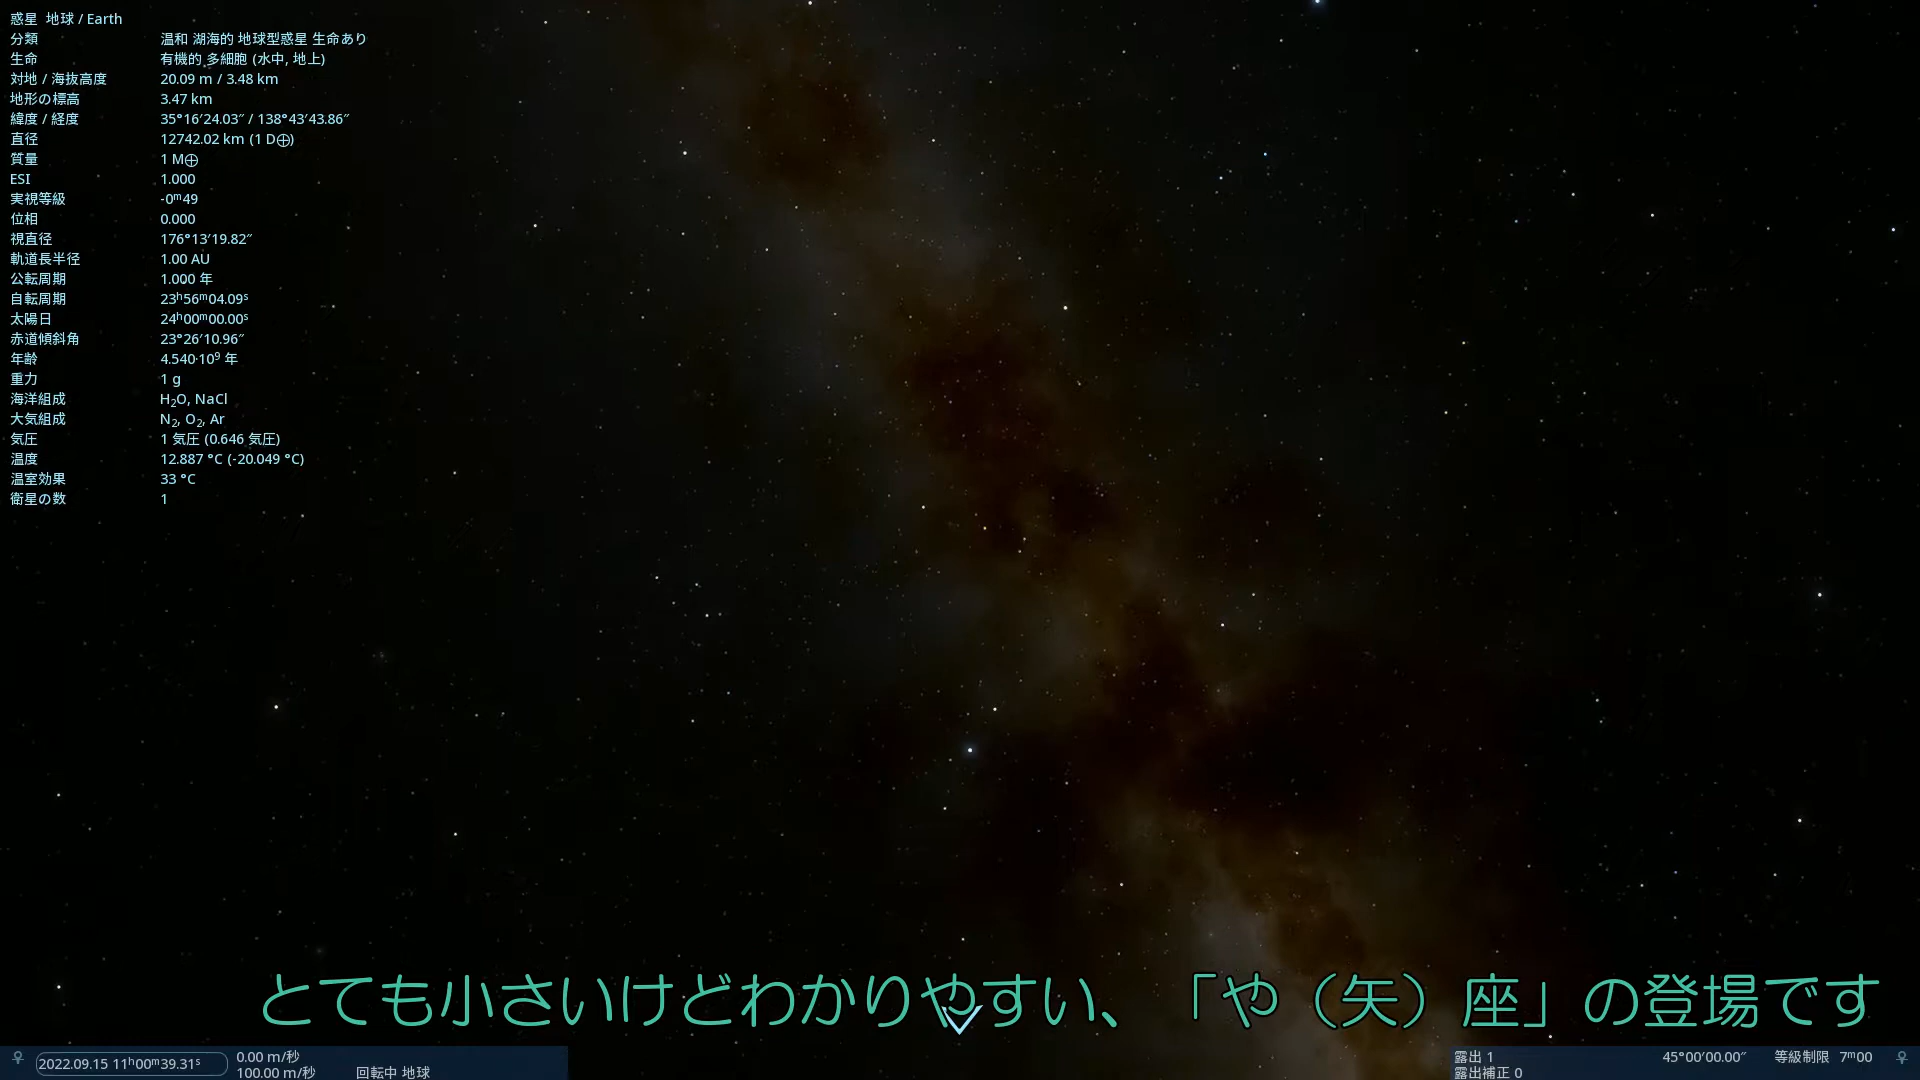 惑星 地球 / Earth
分類 温和 湖海的 地球型惑星 生命あり
生命 有機的 多細胞 (水中, 地上)
対地 / 海抜高度 20.09 m / 3.48 km
地形の標高 3.47 km
緯度 / 経度 35°16′24.03″ / 138°43′43.86″
直径 12742.02 km (1 D⨁)
質量 1 M⨁
ESI 1.000
実視等級 -0ᵐ49
位相 0.000
視直径 176°13′19.82″
軌道長半径 1.00 AU
公転周期 1.000 年
自転周期 23ʰ56ᵐ04.09ˢ
太陽日 24ʰ00ᵐ00.00ˢ
赤道傾斜角 23°26′10.96″
年齢 4.540·10⁹ 年
重力 1 g
海洋組成 H₂O, NaCl
大気組成 N₂, O₂, Ar
気圧 1 気圧 (0.646 気圧)
温度 12.887 °C (-20.049 °C)
温室効果 33 °C
衛星の数 1
とても小さいけどわかりやすい、「や（矢）座」の登場です
2022.09.15 11ʰ00ᵐ39.31ˢ
0.00 m/秒
100.00 m/秒 回転中 地球
露出 1 45°00′00.00″ 等級制限 7ᵐ00
露出補正 0